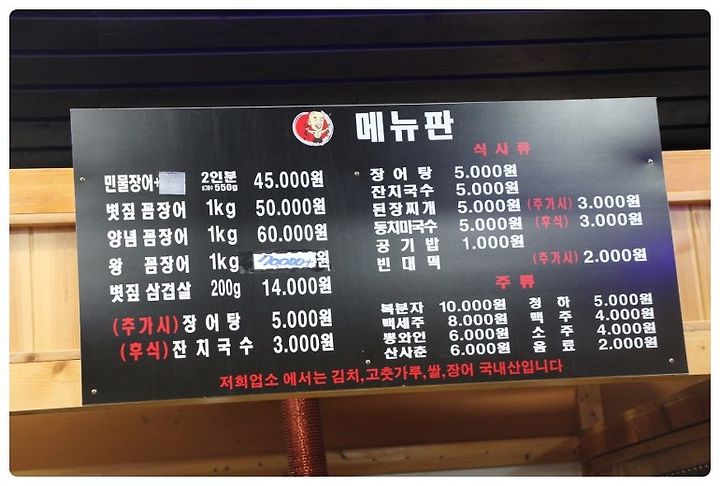 메뉴판
민물장어+ 2인분 550g 45.000원
볏짚 꼼장어 1kg 50.000원
양념 꼼장어 1kg 60.000원
왕 꼼장어 1kg 원
볏짚 삼겹살 200g 14.000원
(추가시) 장어탕 5.000원
(후식) 잔치국수 3.000원
식사류
장어탕 5.000원
잔치국수 5.000원
된장찌개 5.000원 (추가시) 3.000원
동치미국수 5.000원 (후식) 3.000원
공기밥 1.000원
빈대떡 (추가시) 2.000원
주류
복분자 10.000원 청하 5.000원
백세주 8.000원 맥주 4.000원
뽕와인 6.000원 소주 4.000원
산사춘 6.000원 음료 2.000원
저희업소 에서는 김치,고춧가루,쌀,장어 국내산입니다